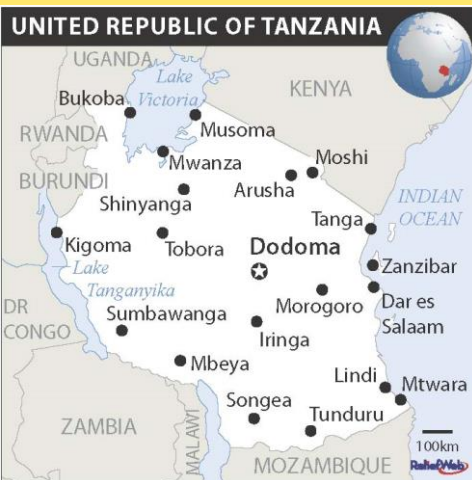 UNITED REPUBLIC OF TANZANIA
UGANDA
Lake
Victoria
KENYA
Bukoba
Musoma
RWANDA
Mwanza
Moshi
BURUNDI
Shinyanga
Arusha
INDIAN
OCEAN
Tanga
Kigoma
Tobora
Dodoma
Zanzibar
Lake
Tanganyika
Morogoro
Dar es
Salaam
DR
CONGO
Sumbawanga
Iringa
Mbeya
Lindi
Mtwara
Songea
Tunduru
ZAMBIA
MALAWI
100km
MOZAMBIQUE
ReliefWeb